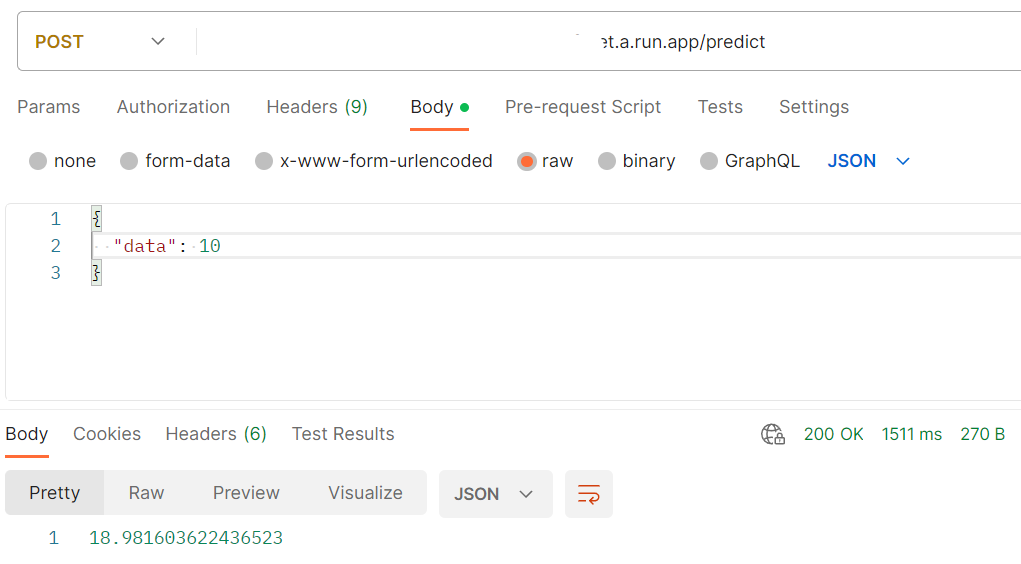 POST et.a.run.app/predict
Params Authorization Headers (9) Body Pre-request Script Tests Settings
none form-data x-www-form-urlencoded raw binary GraphQL JSON
1 {
2 "data": 10
3 }
Body Cookies Headers (6) Test Results 200 OK 1511 ms 270 B
Pretty Raw Preview Visualize JSON
1 18.981603622436523